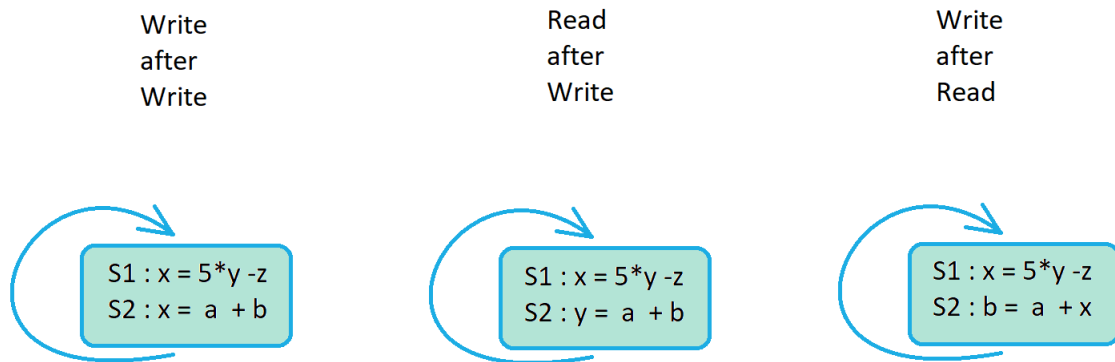 Write
after
Write
Read
after
Write
Write
after
Read
S1 : x = 5*y -z
S2 : x = a + b
S1 : x = 5*y -z
S2 : y = a + b
S1 : x = 5*y -z
S2 : b = a + x